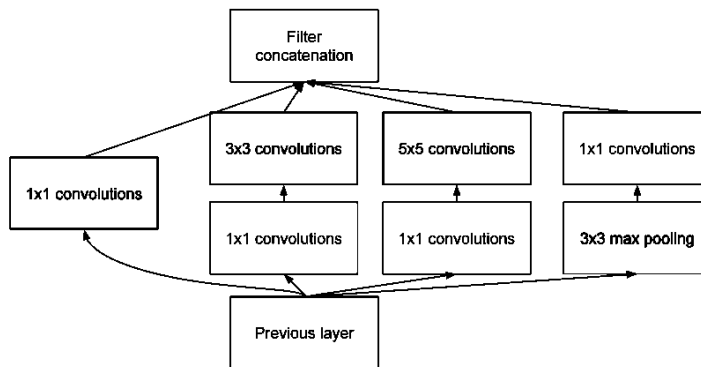 Filter
concatenation
3x3 convolutions
5x5 convolutions
1x1 convolutions
1x1 convolutions
1x1 convolutions
1x1 convolutions
3x3 max pooling
Previous layer